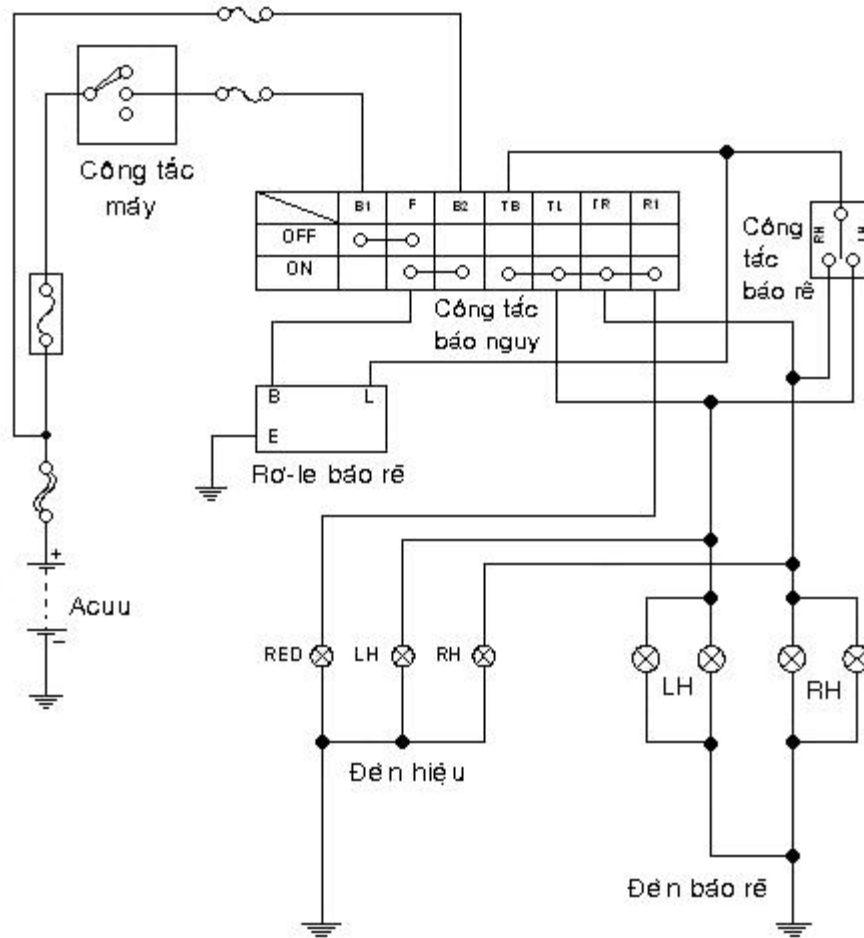 Công tắc
máy
B1 F B2 TB TL TR R1
OFF
ON
Công tắc
báo nguy
RH
Công
tắc
báo rẽ
B L
E
Rơ-le báo rẽ
+
Acuu
−
RED LH RH
LH RH
Đèn hiệu
Đèn báo rẽ